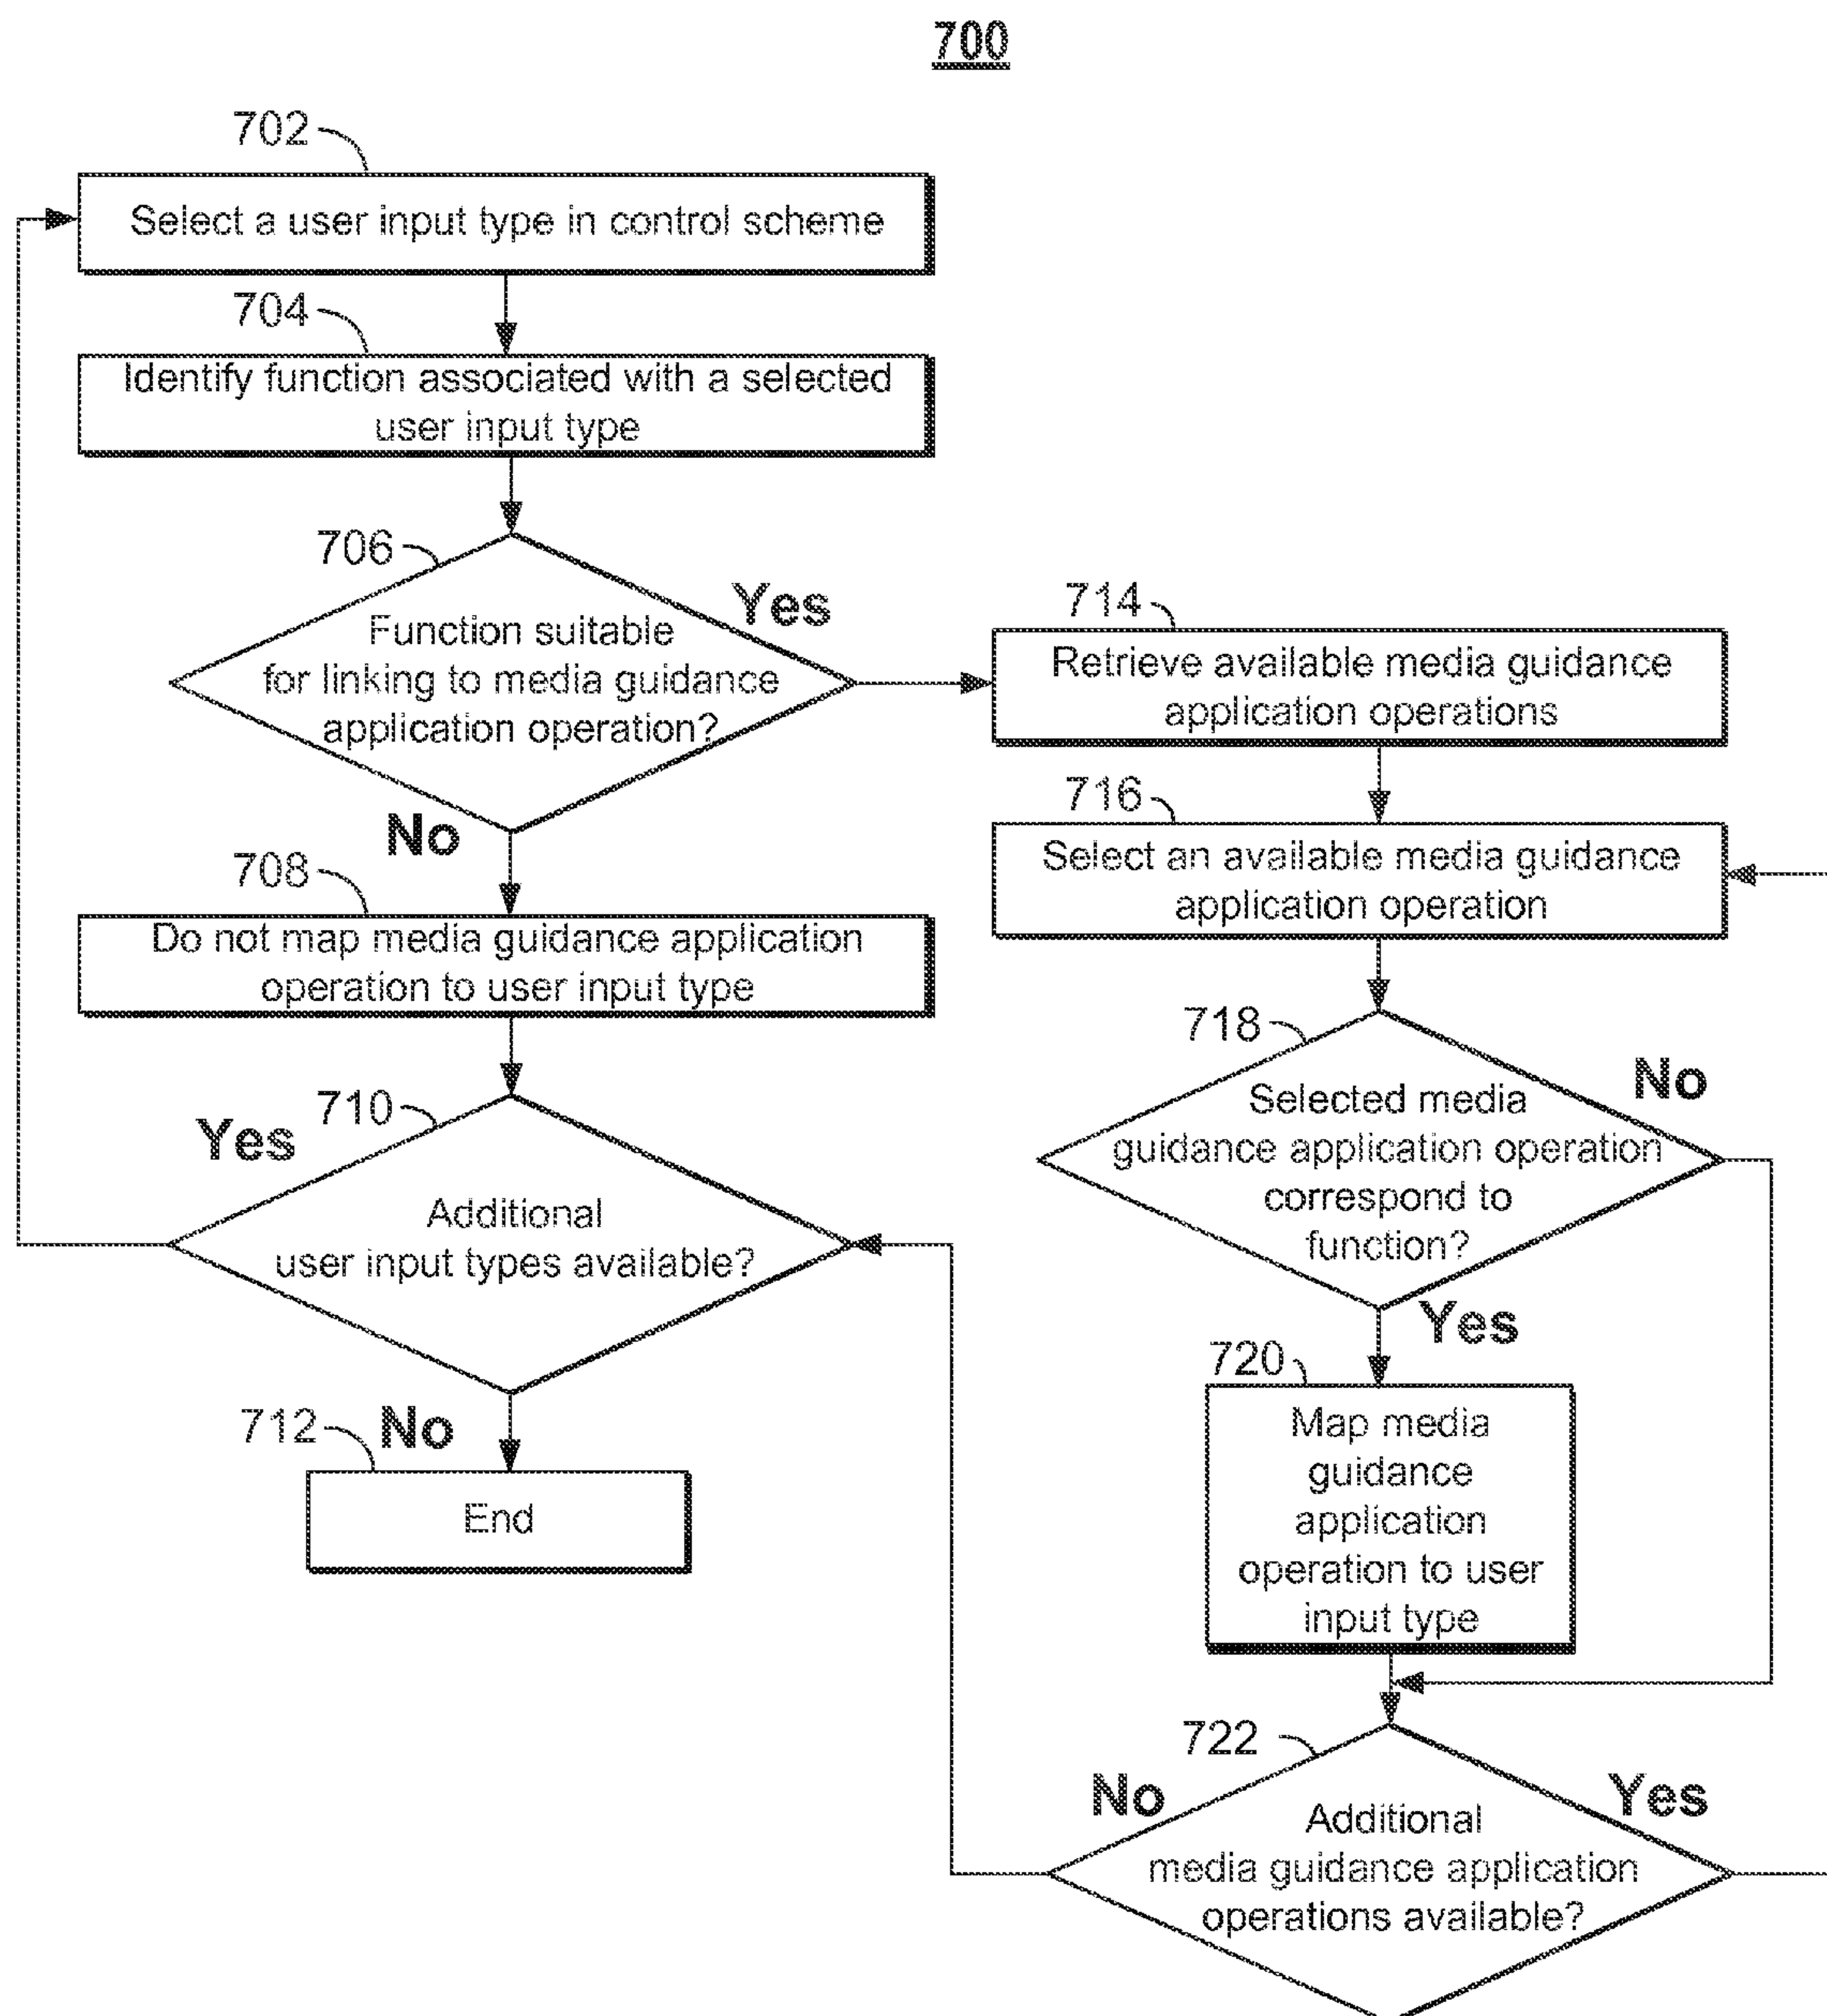 700
702
Select a user input type in control scheme
704
Identify function associated with a selected
user input type
706
Function suitable
for linking to media guidance
application operation?
Yes
No
708
Do not map media guidance application
operation to user input type
710
Yes
Additional
user input types available?
712
No
End
714
Retrieve available media guidance
application operations
716
Select an available media guidance
application operation
718
No
Selected media
guidance application operation
correspond to
function?
Yes
720
Map media
guidance
application
operation to user
input type
722
No
Yes
Additional
media guidance application
operations available?